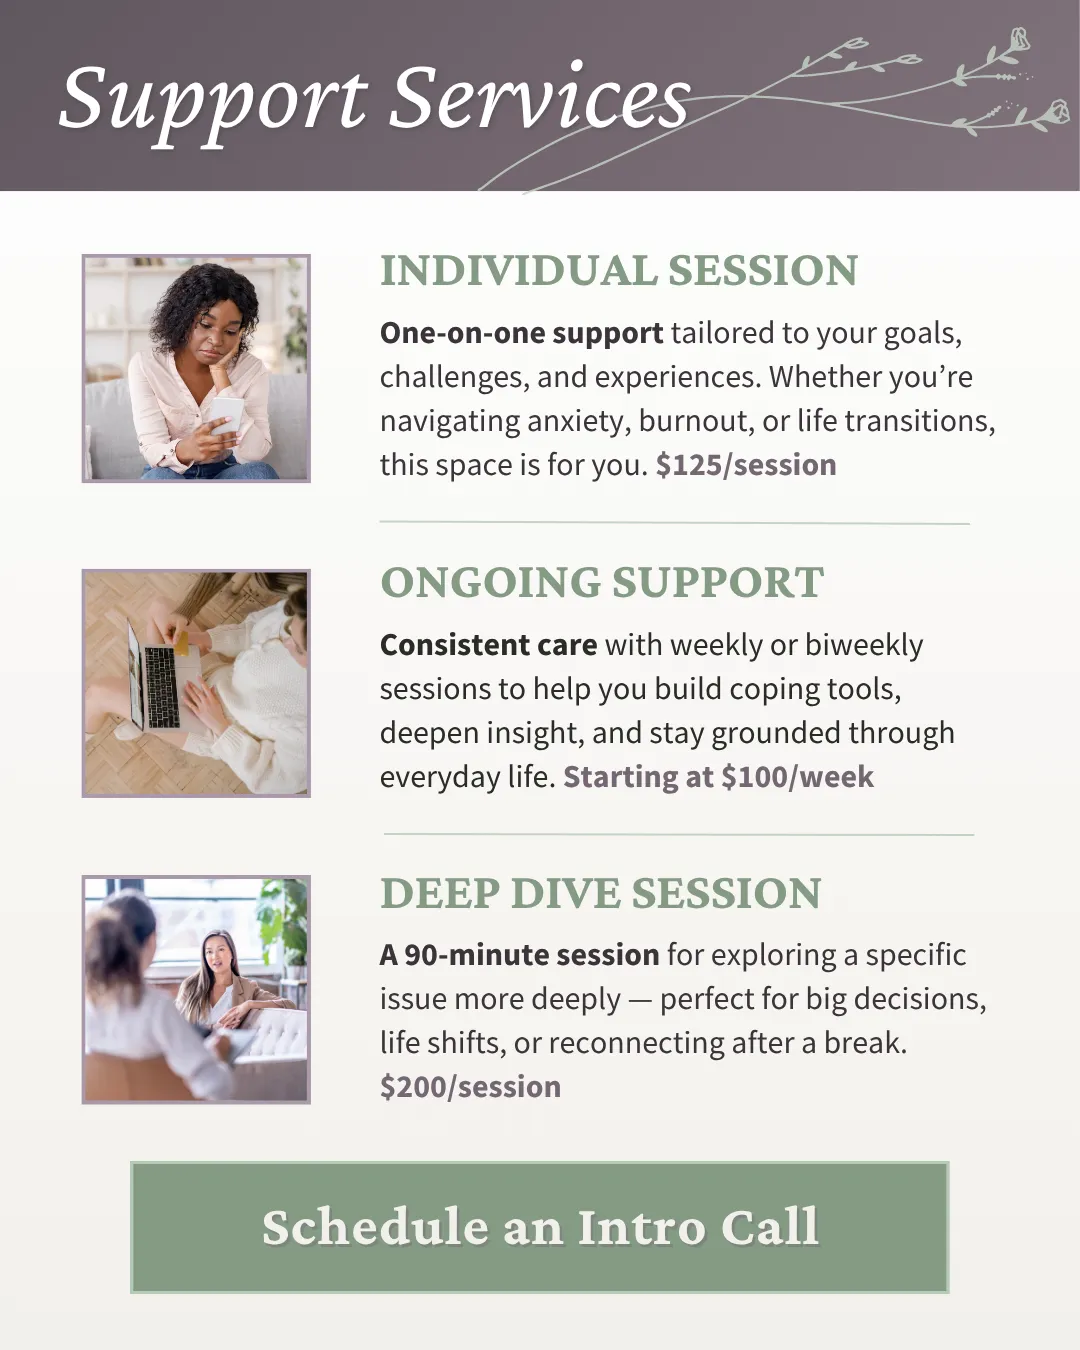 Support Services
INDIVIDUAL SESSION
One-on-one support tailored to your goals,
challenges, and experiences. Whether you’re
navigating anxiety, burnout, or life transitions,
this space is for you. $125/session
ONGOING SUPPORT
Consistent care with weekly or biweekly
sessions to help you build coping tools,
deepen insight, and stay grounded through
everyday life. Starting at $100/week
DEEP DIVE SESSION
A 90-minute session for exploring a specific
issue more deeply — perfect for big decisions,
life shifts, or reconnecting after a break.
$200/session
Schedule an Intro Call